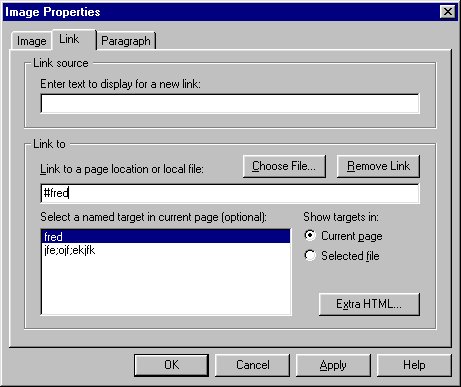 Image Properties
Image Link Paragraph
Link source
Enter text to display for a new link:
Link to
Link to a page location or local file: Choose File... Remove Link
#fred
Select a named target in current page (optional): Show targets in:
fred Current page
jfe;ojf;ekjfk Selected file
Extra HTML...
OK Cancel Apply Help